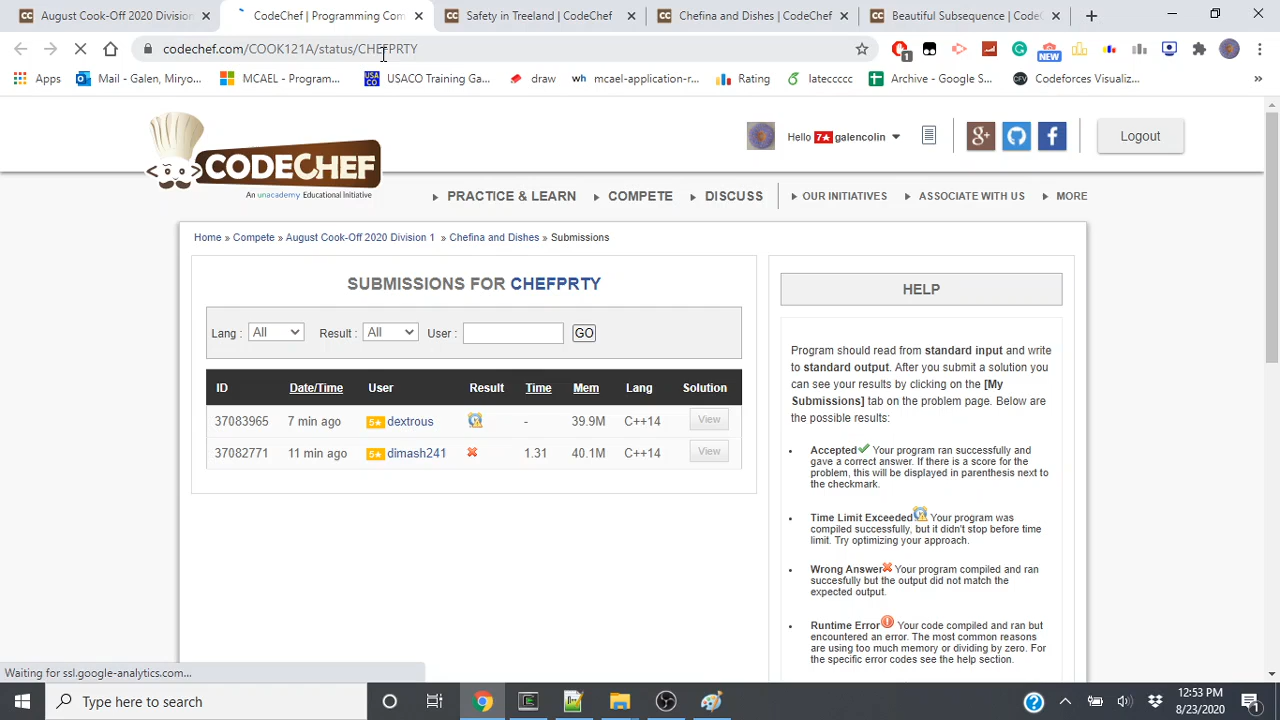 August Cook-Off 2020 Division
CodeChef | Programming Com
Safety in Treeland | CodeChef
Chefina and Dishes | CodeChef
Beautiful Subsequence | Code
codechef.com/COOK121A/status/CHEFPRTY
1
NEW
Apps
Mail - Galen, Miryo...
MCAEL - Program...
USACO Training Ga...
draw
wh mcael-application-r...
Rating
lateccccc
Archive - Google S...
Codeforces Visualiz...
CODECHEF
An unacademy Educational Initiative
Hello 7★ galencolin
Logout
PRACTICE & LEARN
COMPETE
DISCUSS
OUR INITIATIVES
ASSOCIATE WITH US
MORE
Home » Compete » August Cook-Off 2020 Division 1 » Chefina and Dishes » Submissions
SUBMISSIONS FOR CHEFPRTY
Lang : All Result : All User : GO
ID Date/Time User Result Time Mem Lang Solution
37083965 7 min ago 5★ dextrous - 39.9M C++14 View
37082771 11 min ago 5★ dimash241 1.31 40.1M C++14 View
HELP
Program should read from standard input and write
to standard output. After you submit a solution you
can see your results by clicking on the [My
Submissions] tab on the problem page. Below are
the possible results:
Accepted Your program ran successfully and
gave a correct answer. If there is a score for the
problem, this will be displayed in parenthesis next to
the checkmark.
Time Limit Exceeded Your program was
compiled successfully, but it didn't stop before time
limit. Try optimizing your approach.
Wrong Answer Your program compiled and ran
succesfully but the output did not match the
expected output.
Runtime Error Your code compiled and ran but
encountered an error. The most common reasons
are using too much memory or dividing by zero. For
the specific error codes see the help section.
Waiting for ssl.google-analytics.com...
Type here to search
12:53 PM
8/23/2020
1